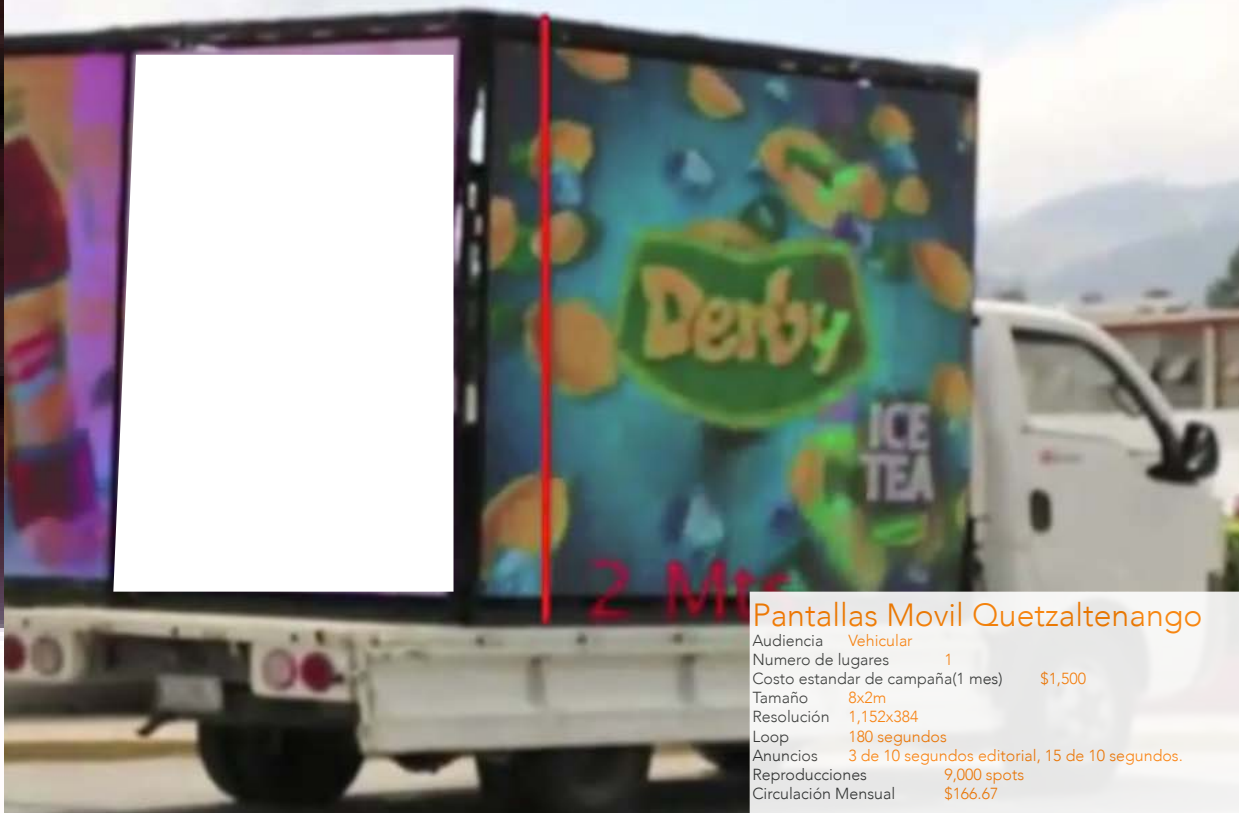 Derby
ICE
TEA
2 Mts
Pantallas Movil Quetzaltenango
Audiencia Vehicular
Numero de lugares 1
Costo estandar de campaña(1 mes) $1,500
Tamaño 8x2m
Resolución 1,152x384
Loop 180 segundos
Anuncios 3 de 10 segundos editorial, 15 de 10 segundos.
Reproducciones 9,000 spots
Circulación Mensual $166.67